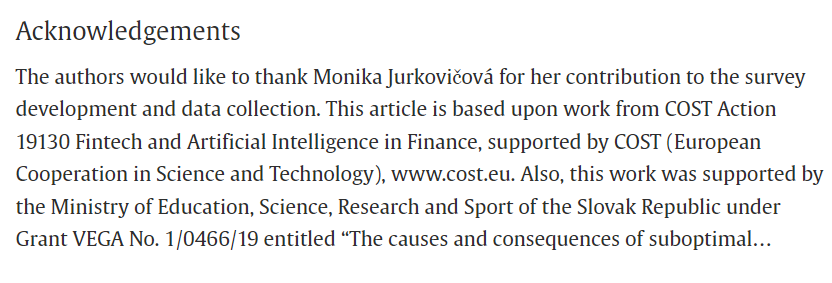 Acknowledgements
The authors would like to thank Monika Jurkovičová for her contribution to the survey
development and data collection. This article is based upon work from COST Action
19130 Fintech and Artificial Intelligence in Finance, supported by COST (European
Cooperation in Science and Technology), www.cost.eu. Also, this work was supported by
the Ministry of Education, Science, Research and Sport of the Slovak Republic under
Grant VEGA No. 1/0466/19 entitled “The causes and consequences of suboptimal…